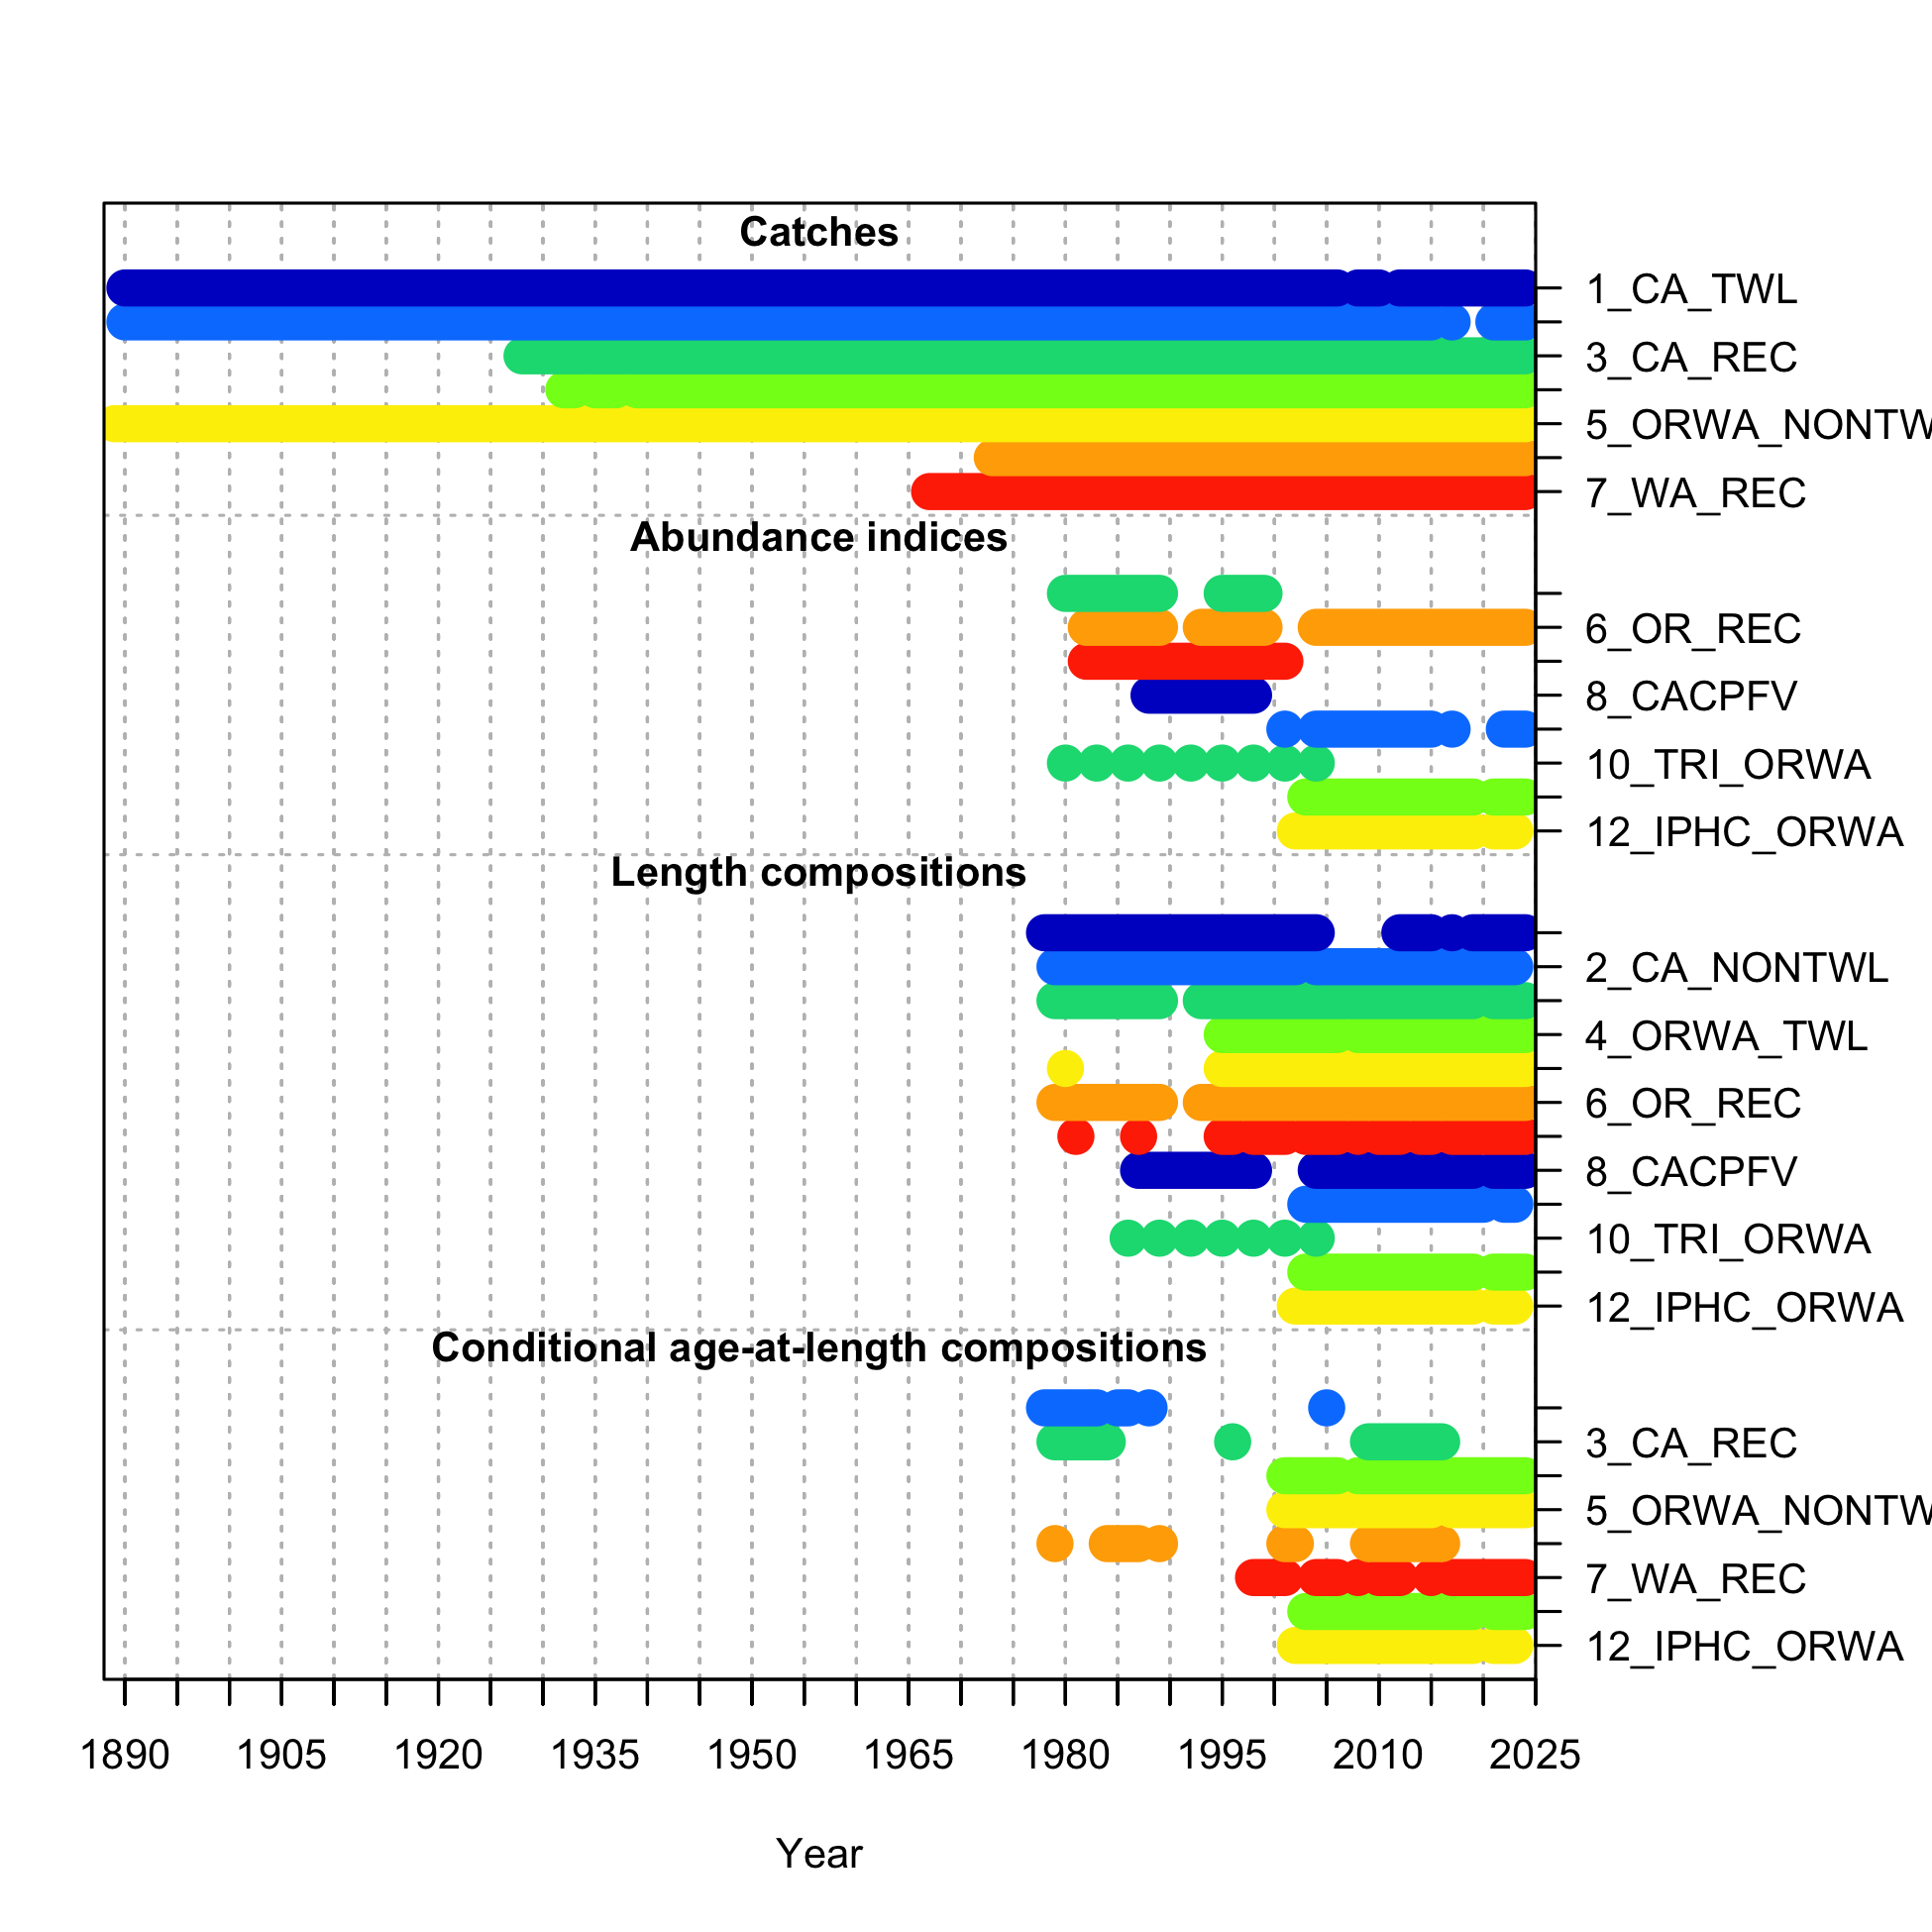 Catches
1_CA_TWL
3_CA_REC
5_ORWA_NONTW
7_WA_REC
Abundance indices
6_OR_REC
8_CACPFV
10_TRI_ORWA
12_IPHC_ORWA
Length compositions
2_CA_NONTWL
4_ORWA_TWL
6_OR_REC
8_CACPFV
10_TRI_ORWA
12_IPHC_ORWA
Conditional age-at-length compositions
3_CA_REC
5_ORWA_NONTW
7_WA_REC
12_IPHC_ORWA
1890 1905 1920 1935 1950 1965 1980 1995 2010 2025
Year